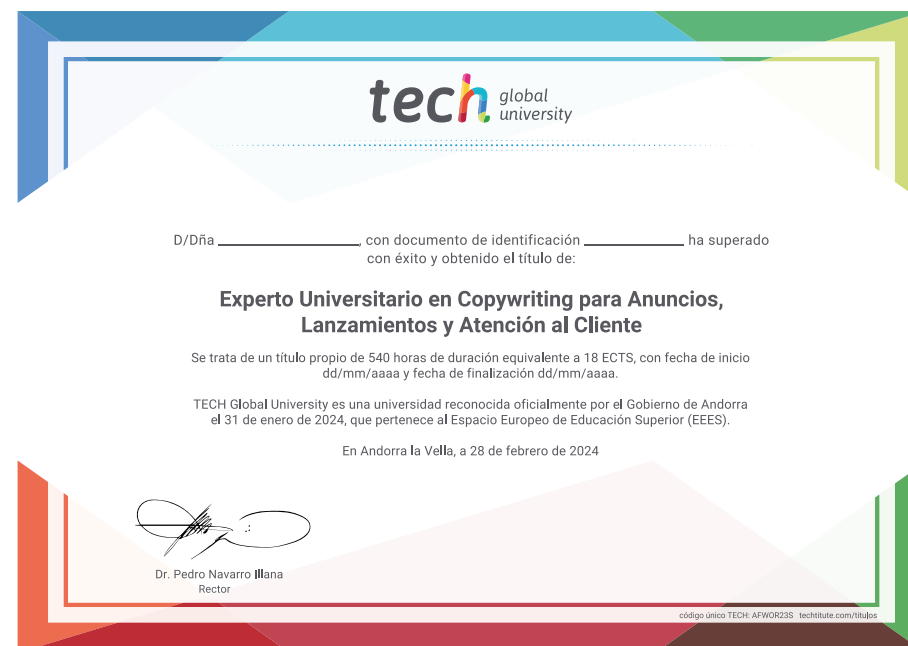 tech global university
D/Dña ____________________, con documento de identificación ______________ ha superado
con éxito y obtenido el título de:
Experto Universitario en Copywriting para Anuncios,
Lanzamientos y Atención al Cliente
Se trata de un título propio de 540 horas de duración equivalente a 18 ECTS, con fecha de inicio
dd/mm/aaaa y fecha de finalización dd/mm/aaaa.
TECH Global University es una universidad reconocida oficialmente por el Gobierno de Andorra
el 31 de enero de 2024, que pertenece al Espacio Europeo de Educación Superior (EEES).
En Andorra la Vella, a 28 de febrero de 2024
Dr. Pedro Navarro Illana
Rector
código único TECH: AFWOR23S techtitute.com/titulos